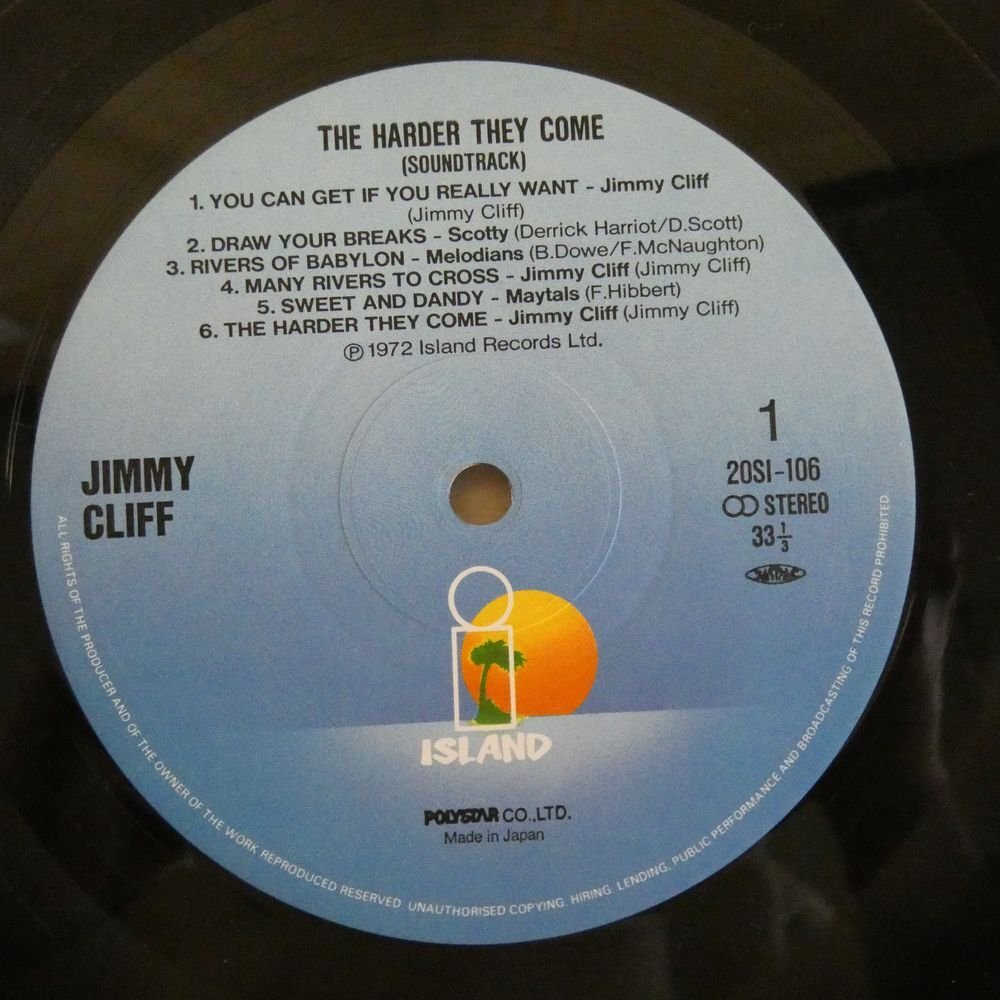 THE HARDER THEY COME
(SOUNDTRACK)
1. YOU CAN GET IF YOU REALLY WANT - Jimmy Cliff
(Jimmy Cliff)
2. DRAW YOUR BREAKS - Scotty (Derrick Harriot/D.Scott)
3. RIVERS OF BABYLON - Melodians (B.Dowe/F.McNaughton)
4. MANY RIVERS TO CROSS - Jimmy Cliff (Jimmy Cliff)
5. SWEET AND DANDY - Maytals (F.Hibbert)
6. THE HARDER THEY COME - Jimmy Cliff (Jimmy Cliff)
Ⓟ 1972 Island Records Ltd.
JIMMY
CLIFF
1
20SI-106
STEREO
33 1/3
ISLAND
POLYSTAR CO.,LTD.
Made in Japan
ALL RIGHTS OF THE PRODUCER AND OF THE OWNER OF THE WORK REPRODUCED RESERVED. UNAUTHORISED COPYING. HIRING. LENDING. PUBLIC PERFORMANCE AND BROADCASTING OF THIS RECORD PROHIBITED.